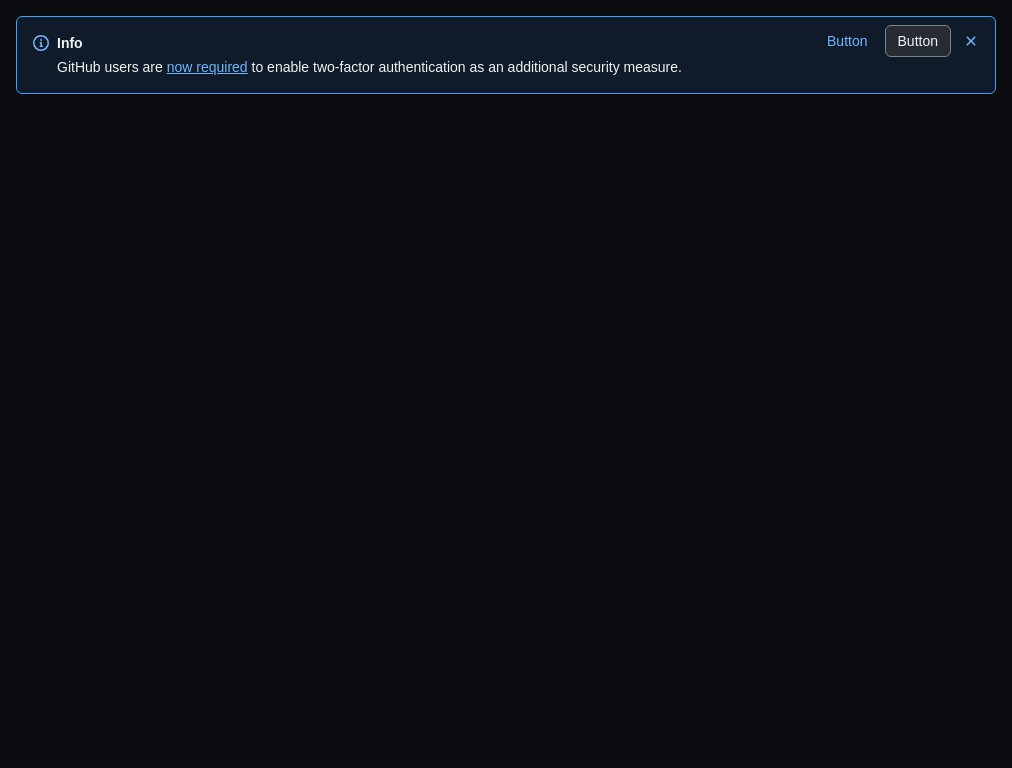 Info
Button
Button
GitHub users are now required to enable two-factor authentication as an additional security measure.